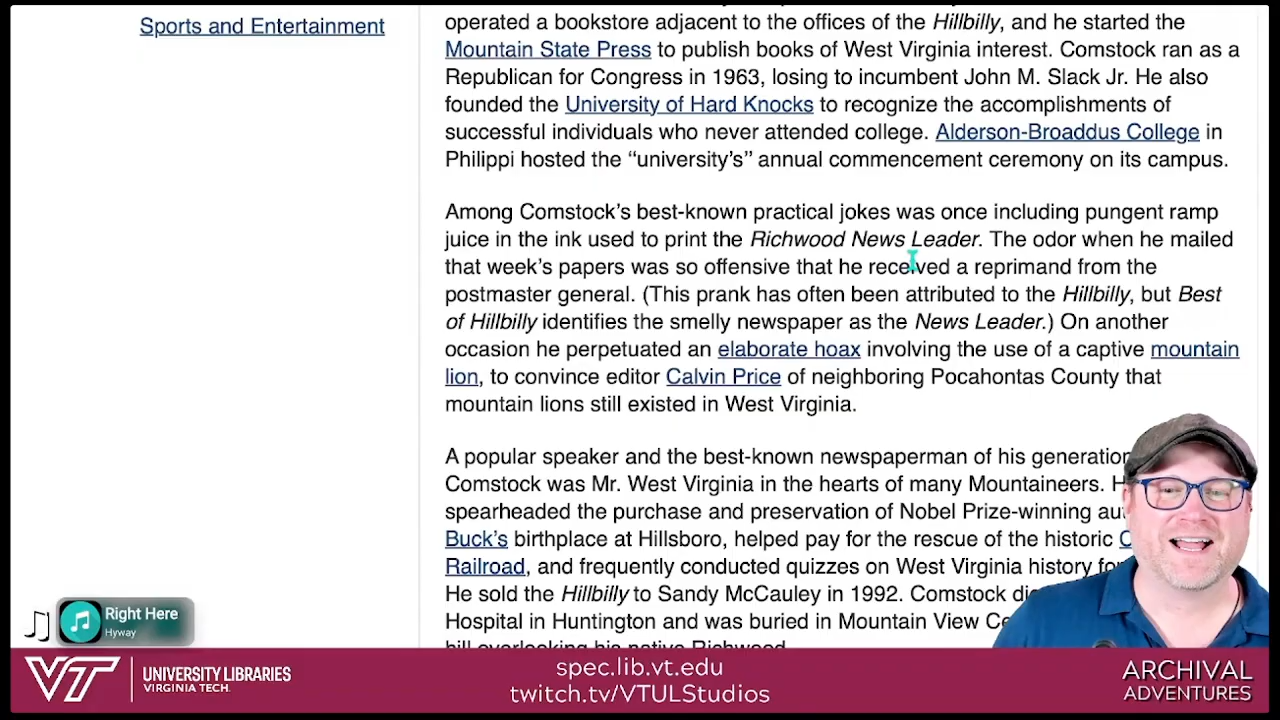 Sports and Entertainment
operated a bookstore adjacent to the offices of the Hillbilly, and he started the
Mountain State Press to publish books of West Virginia interest. Comstock ran as a
Republican for Congress in 1963, losing to incumbent John M. Slack Jr. He also
founded the University of Hard Knocks to recognize the accomplishments of
successful individuals who never attended college. Alderson-Broaddus College in
Philippi hosted the “university’s” annual commencement ceremony on its campus.
Among Comstock’s best-known practical jokes was once including pungent ramp
juice in the ink used to print the Richwood News Leader. The odor when he mailed
that week’s papers was so offensive that he received a reprimand from the
postmaster general. (This prank has often been attributed to the Hillbilly, but Best
of Hillbilly identifies the smelly newspaper as the News Leader.) On another
occasion he perpetuated an elaborate hoax involving the use of a captive mountain
lion, to convince editor Calvin Price of neighboring Pocahontas County that
mountain lions still existed in West Virginia.
A popular speaker and the best-known newspaperman of his generation
Comstock was Mr. West Virginia in the hearts of many Mountaineers.
spearheaded the purchase and preservation of Nobel Prize-winning
Buck’s birthplace at Hillsboro, helped pay for the rescue of the historic
Railroad, and frequently conducted quizzes on West Virginia history
He sold the Hillbilly to Sandy McCauley in 1992. Comstock
Hospital in Huntington and was buried in Mountain View
hill overlooking his native Richwood
Right Here
Hyway
VT
UNIVERSITY LIBRARIES
VIRGINIA TECH.
spec.lib.vt.edu
twitch.tv/VTULStudios
ARCHIVAL
ADVENTURES